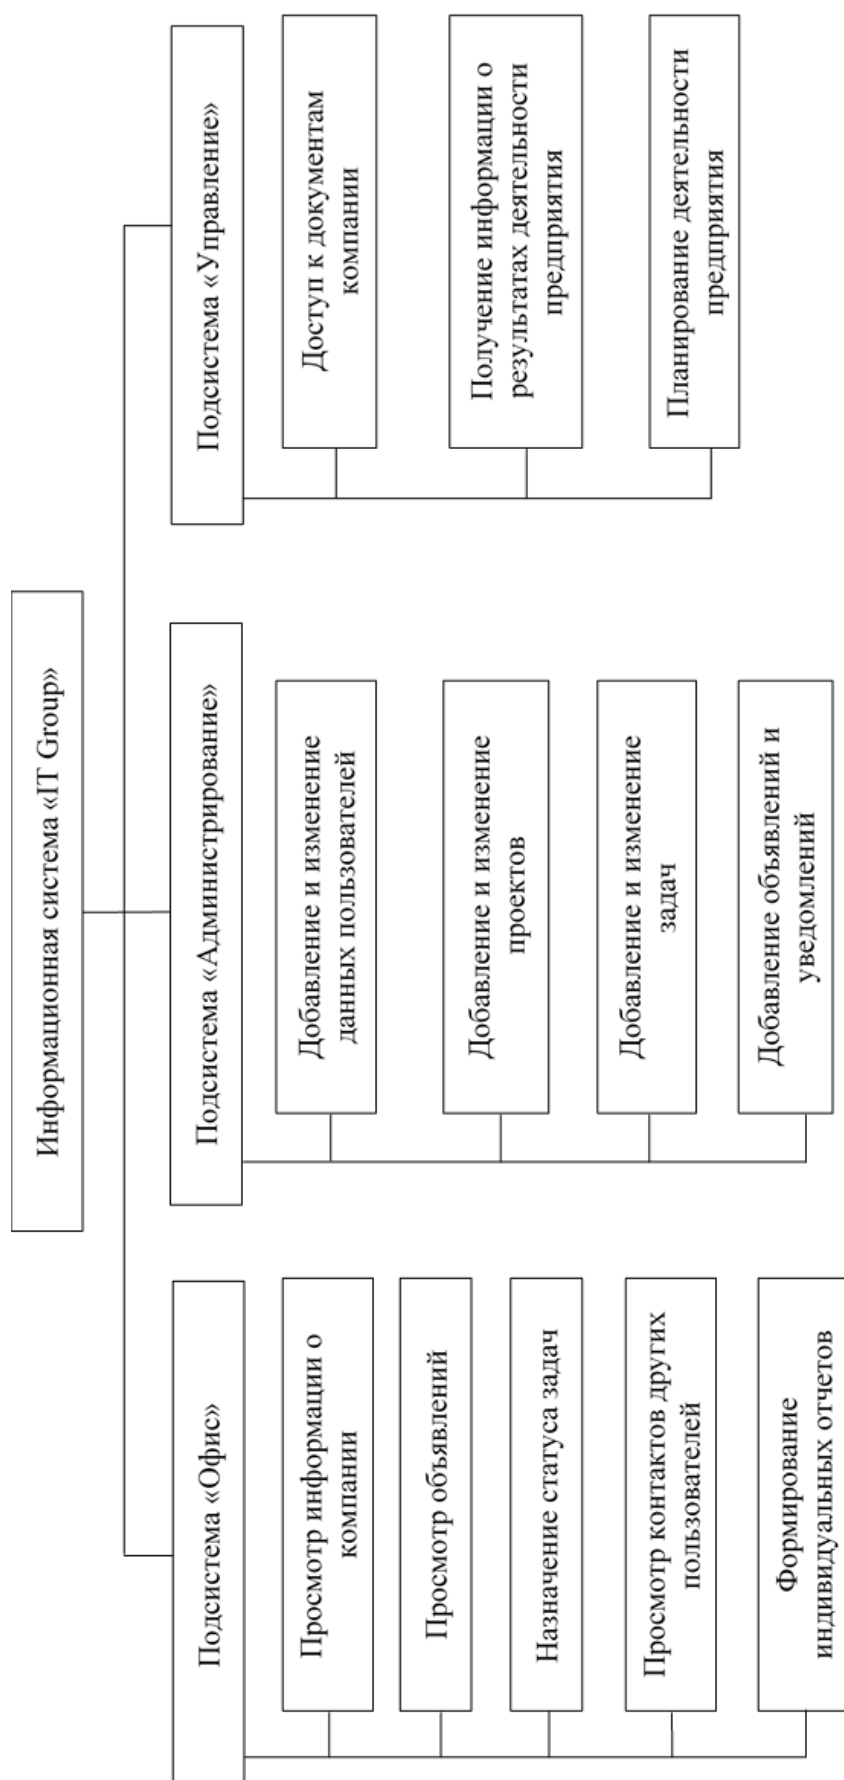 Информационная система «IT Group»
Подсистема «Офис»
Просмотр информации о
компании
Просмотр объявлений
Назначение статуса задач
Просмотр контактов других
пользователей
Формирование
индивидуальных отчетов
Подсистема «Администрирование»
Добавление и изменение
данных пользователей
Добавление и изменение
проектов
Добавление и изменение
задач
Добавление объявлений и
уведомлений
Подсистема «Управление»
Доступ к документам
компании
Получение информации о
результатах деятельности
предприятия
Планирование деятельности
предприятия